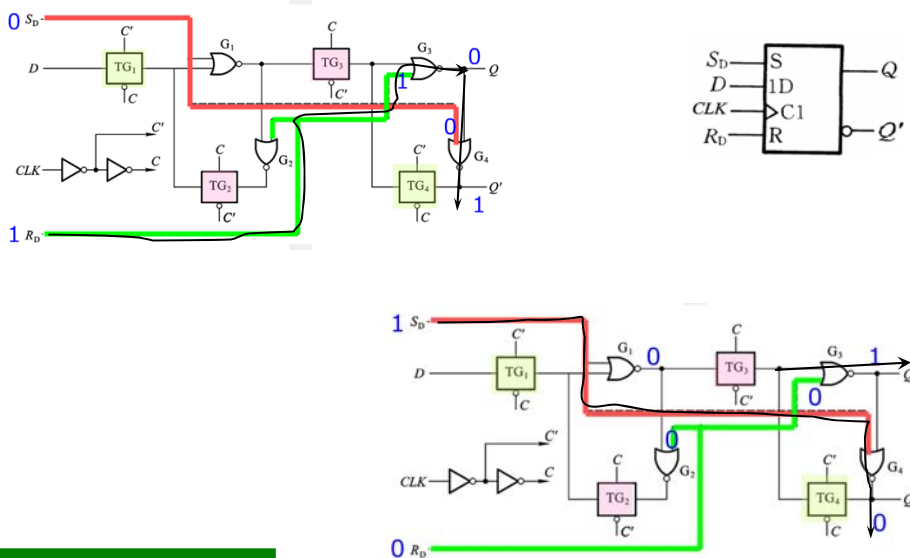 0 S_D
C' G₁ C G₃ 0
D TG₁ TG₃ 1 Q
C C'
0
C' G₂ G₄
C
CLK C C'
TG₂ TG₄ Q'
C' C 1
1 R_D
S_D S Q
D 1D
CLK C1
R_D R Q'
1 S_D
C' G₁ 0 C G₃ 1
D TG₁ TG₃ Q
C C' 0
0
C' G₂ G₄
C C'
CLK C TG₂ TG₄ Q
C' C 0
0 R_D